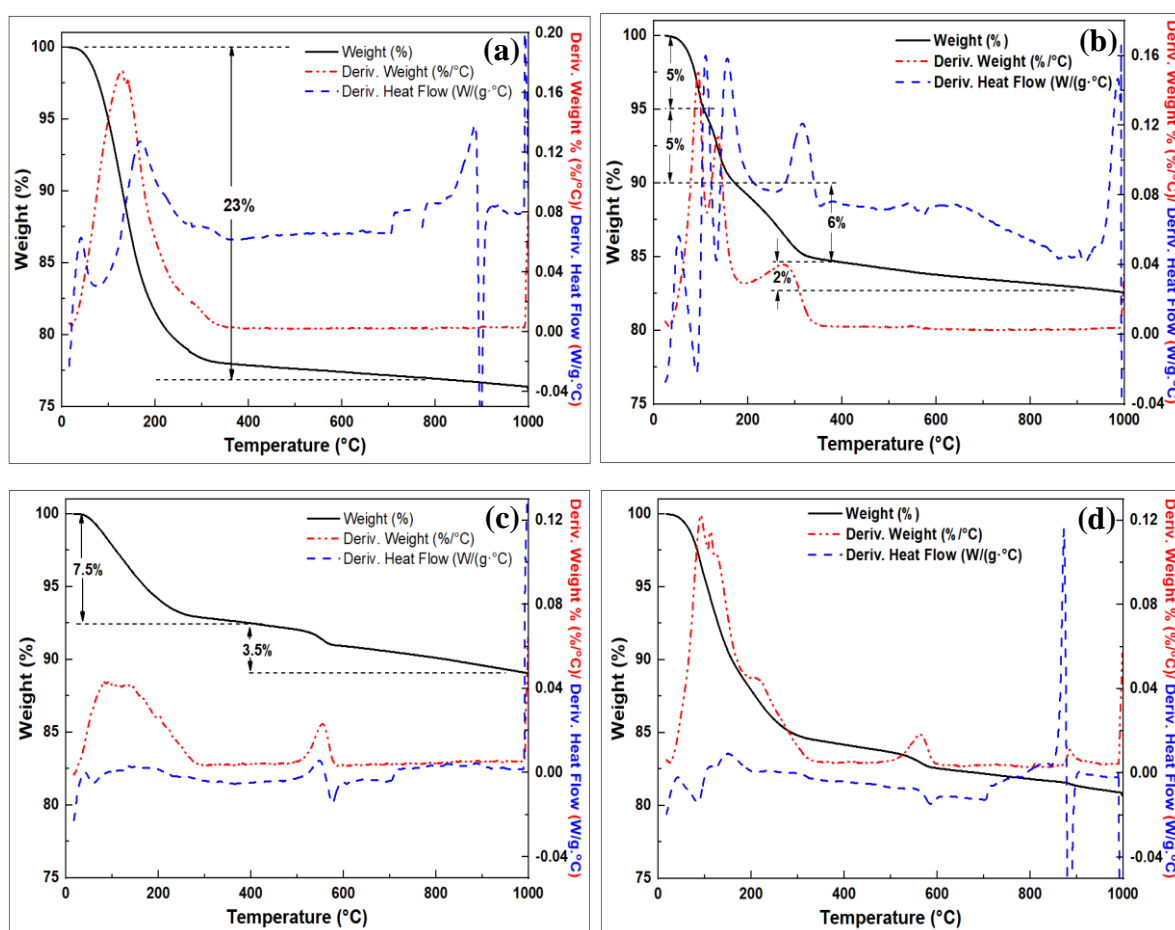 (a)
Weight (%)
Deriv. Weight (%/°C)
Deriv. Heat Flow (W/(g·°C)
23%
100
95
90
85
80
75
Weight (%)
0 200 400 600 800 1000
Temperature (°C)
0.20
0.16
0.12
0.08
0.04
0.00
-0.04
Deriv. Weight % (%/°C)/ Deriv. Heat Flow (W/g.°C)
(b)
Weight (%)
Deriv. Weight (%/°C)
Deriv. Heat Flow (W/(g·°C)
5%
5%
6%
2%
100
95
90
85
80
75
Weight (%)
0 200 400 600 800 1000
Temperature (°C)
0.16
0.12
0.08
0.04
0.00
-0.04
Deriv. Weight % (%/°C)/ Deriv. Heat Flow (W/g.°C)
(c)
Weight (%)
Deriv. Weight (%/°C)
Deriv. Heat Flow (W/(g·°C)
7.5%
3.5%
100
95
90
85
80
75
Weight (%)
0 200 400 600 800 1000
Temperature (°C)
0.12
0.08
0.04
0.00
-0.04
Deriv. Weight % (%/°C)/ Deriv. Heat Flow (W/g.°C)
(d)
Weight (%)
Deriv. Weight (%/°C)
Deriv. Heat Flow (W/(g·°C)
100
95
90
85
80
75
Weight (%)
0 200 400 600 800 1000
Temperature (°C)
0.12
0.08
0.04
0.00
-0.04
Deriv. Weight % (%/°C)/ Deriv. Heat Flow (W/g.°C)